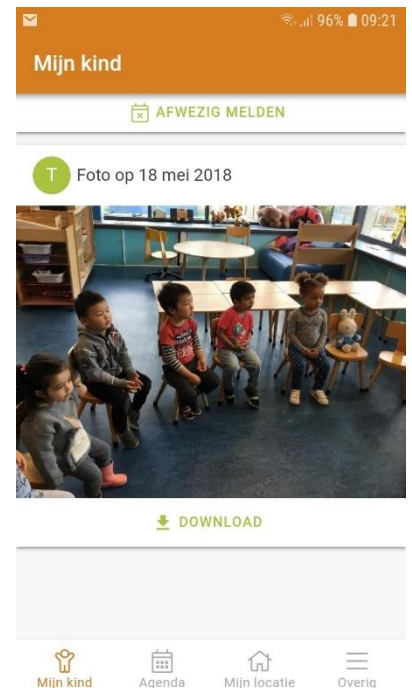 96% 09:21
Mijn kind
AFWEZIG MELDEN
T Foto op 18 mei 2018
DOWNLOAD
Mijn kind Agenda Mijn locatie Overig